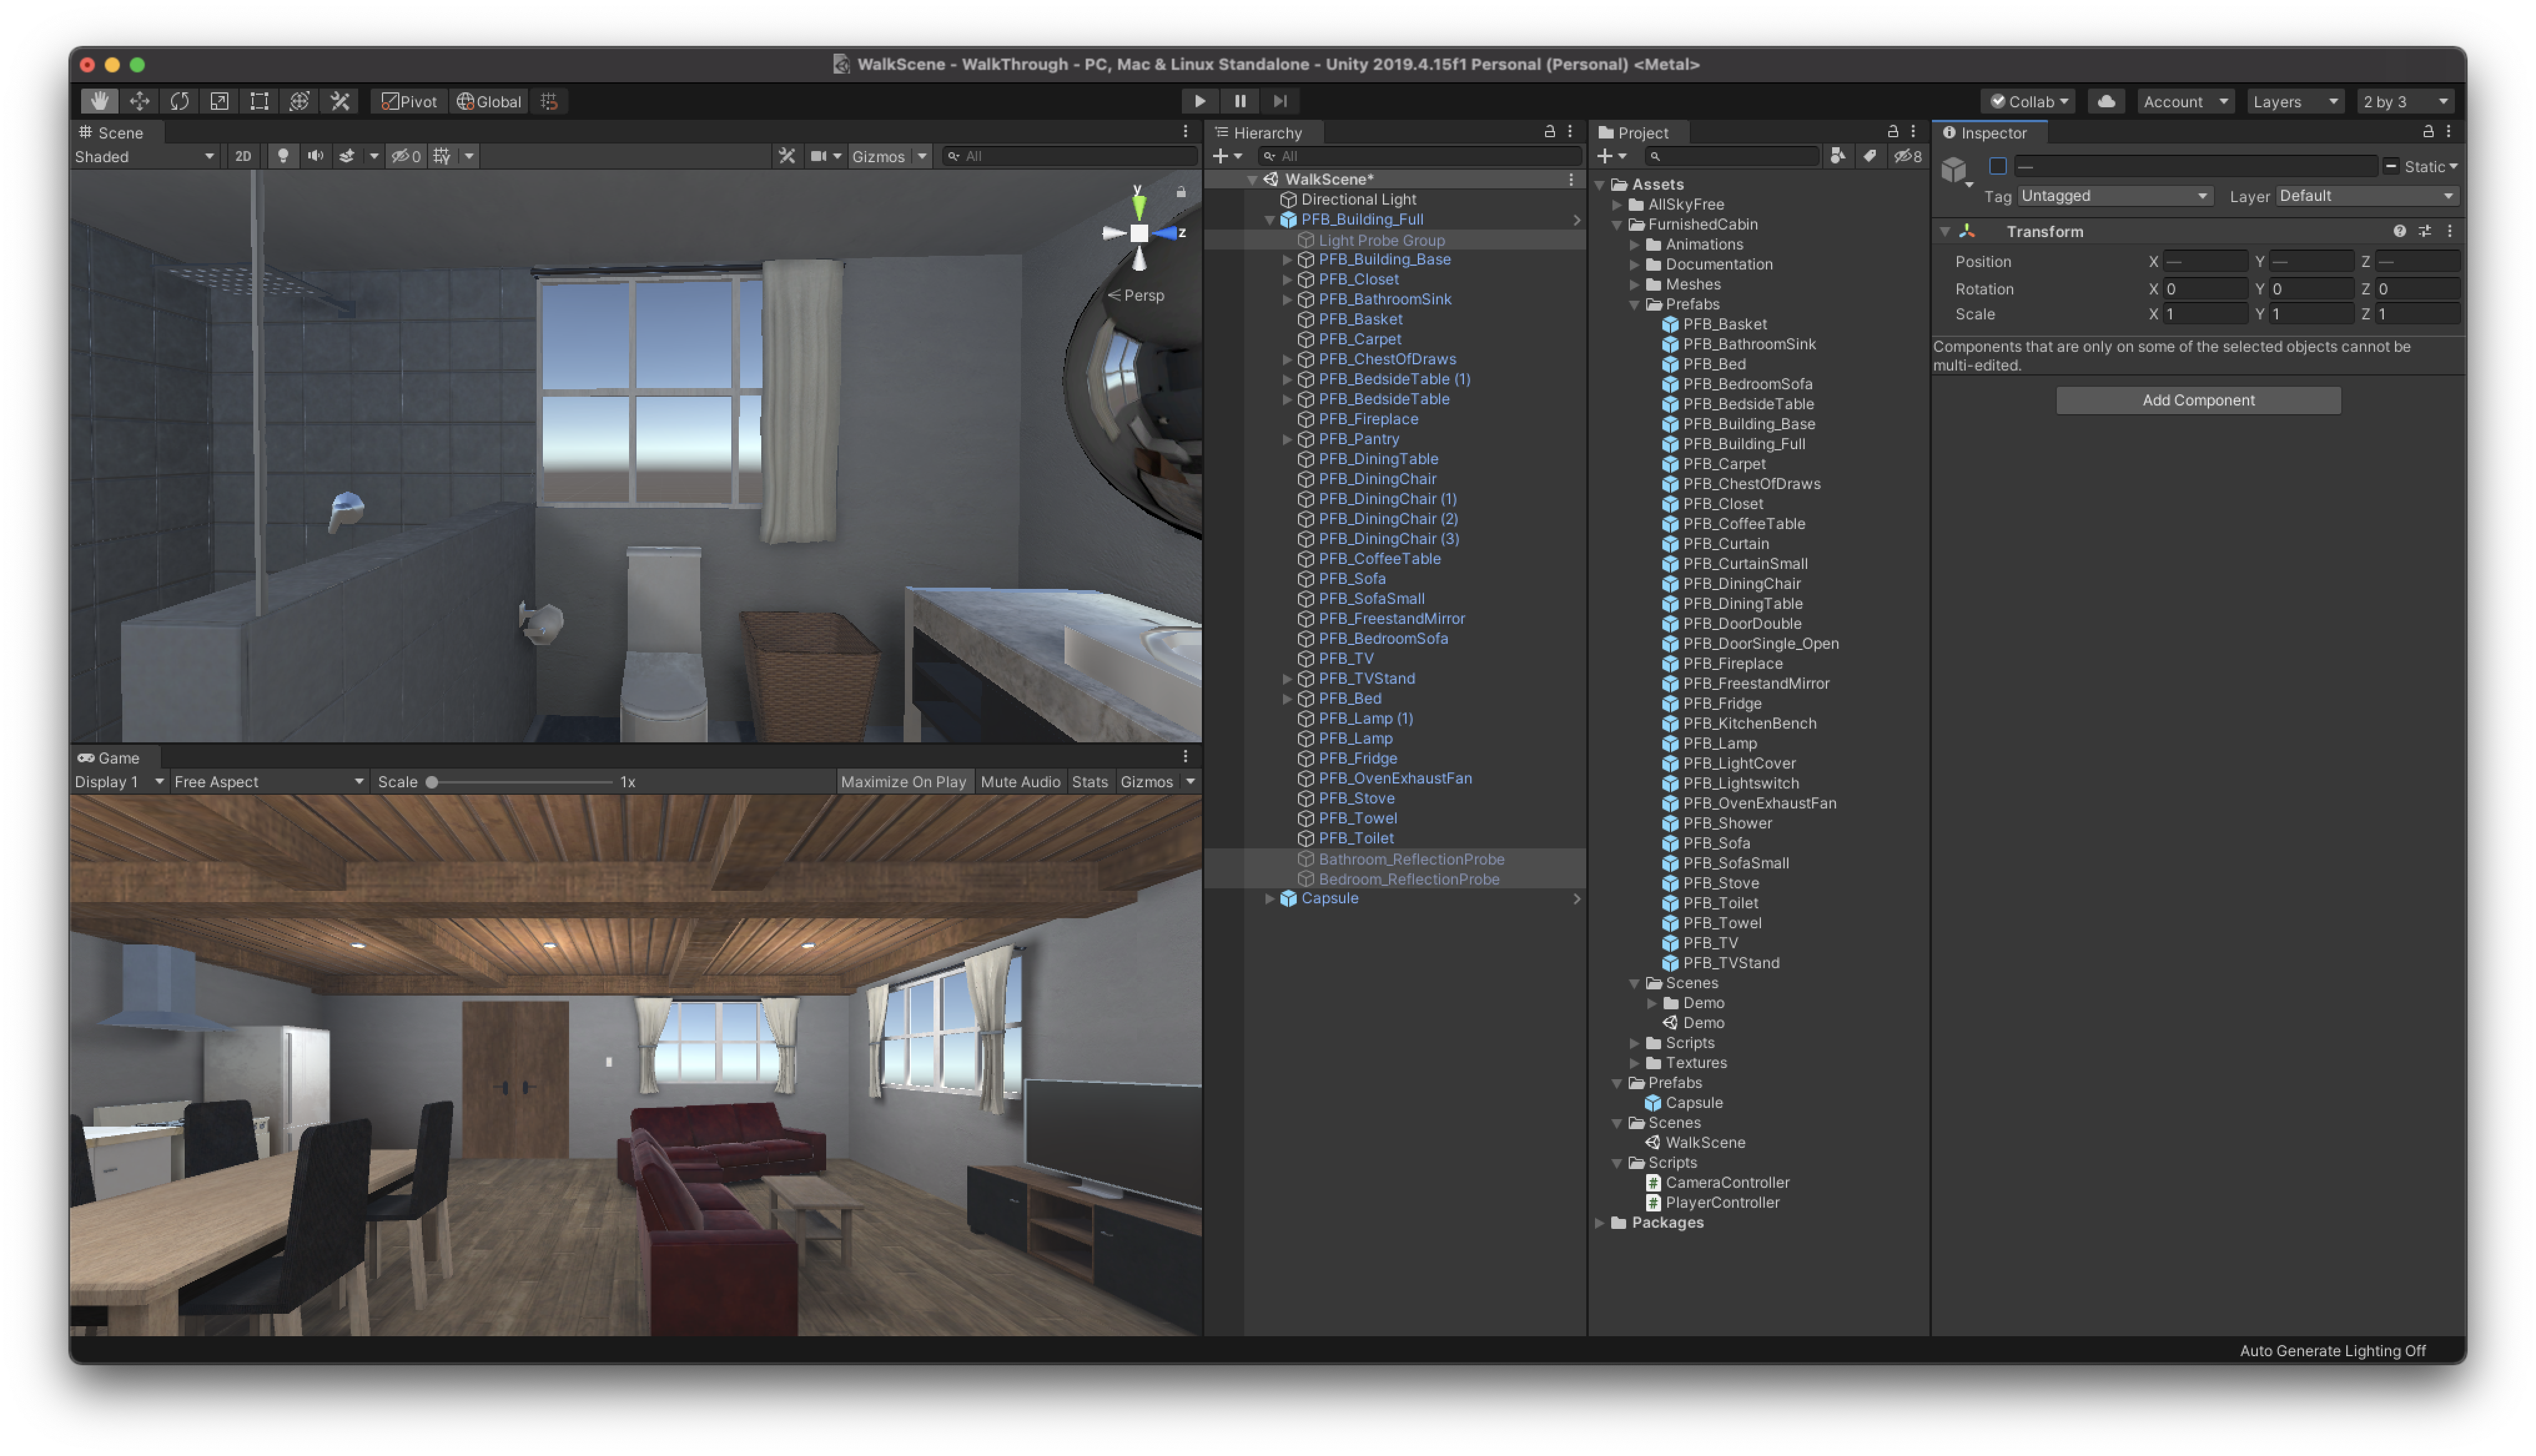 WalkScene - WalkThrough - PC, Mac & Linux Standalone - Unity 2019.4.15f1 Personal (Personal) <Metal>
Pivot Global Collab Account Layers 2 by 3
Scene
Shaded 2D 0 Gizmos All
y
z
Persp
Game
Display 1 Free Aspect Scale 1x Maximize On Play Mute Audio Stats Gizmos
Hierarchy
All
WalkScene*
Directional Light
PFB_Building_Full
Light Probe Group
PFB_Building_Base
PFB_Closet
PFB_BathroomSink
PFB_Basket
PFB_Carpet
PFB_ChestOfDraws
PFB_BedsideTable (1)
PFB_BedsideTable
PFB_Fireplace
PFB_Pantry
PFB_DiningTable
PFB_DiningChair
PFB_DiningChair (1)
PFB_DiningChair (2)
PFB_DiningChair (3)
PFB_CoffeeTable
PFB_Sofa
PFB_SofaSmall
PFB_FreestandMirror
PFB_BedroomSofa
PFB_TV
PFB_TVStand
PFB_Bed
PFB_Lamp (1)
PFB_Lamp
PFB_Fridge
PFB_OvenExhaustFan
PFB_Stove
PFB_Towel
PFB_Toilet
Bathroom_ReflectionProbe
Bedroom_ReflectionProbe
Capsule
Project
8
Assets
AllSkyFree
FurnishedCabin
Animations
Documentation
Meshes
Prefabs
PFB_Basket
PFB_BathroomSink
PFB_Bed
PFB_BedroomSofa
PFB_BedsideTable
PFB_Building_Base
PFB_Building_Full
PFB_Carpet
PFB_ChestOfDraws
PFB_Closet
PFB_CoffeeTable
PFB_Curtain
PFB_CurtainSmall
PFB_DiningChair
PFB_DiningTable
PFB_DoorDouble
PFB_DoorSingle_Open
PFB_Fireplace
PFB_FreestandMirror
PFB_Fridge
PFB_KitchenBench
PFB_Lamp
PFB_LightCover
PFB_Lightswitch
PFB_OvenExhaustFan
PFB_Shower
PFB_Sofa
PFB_SofaSmall
PFB_Stove
PFB_Toilet
PFB_Towel
PFB_TV
PFB_TVStand
Scenes
Demo
Demo
Scripts
Textures
Prefabs
Capsule
Scenes
WalkScene
Scripts
CameraController
PlayerController
Packages
Inspector
— Static
Tag Untagged Layer Default
Transform
Position X — Y — Z —
Rotation X 0 Y 0 Z 0
Scale X 1 Y 1 Z 1
Components that are only on some of the selected objects cannot be
multi-edited.
Add Component
Auto Generate Lighting Off